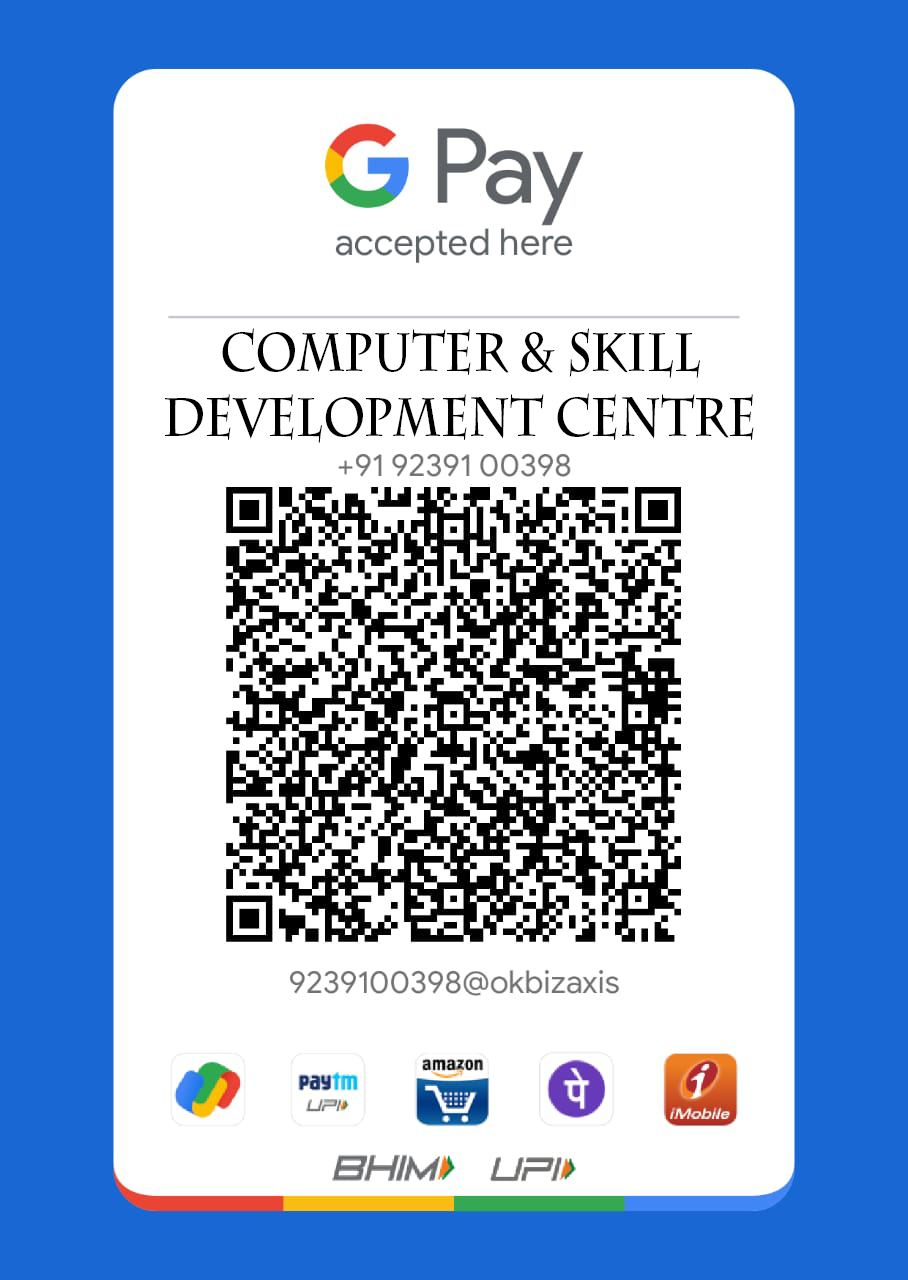 G Pay
accepted here
COMPUTER & SKILL
DEVELOPMENT CENTRE
+91 92391 00398
9239100398@okbizaxis
paytm UPI amazon पे iMobile
BHIM UPI